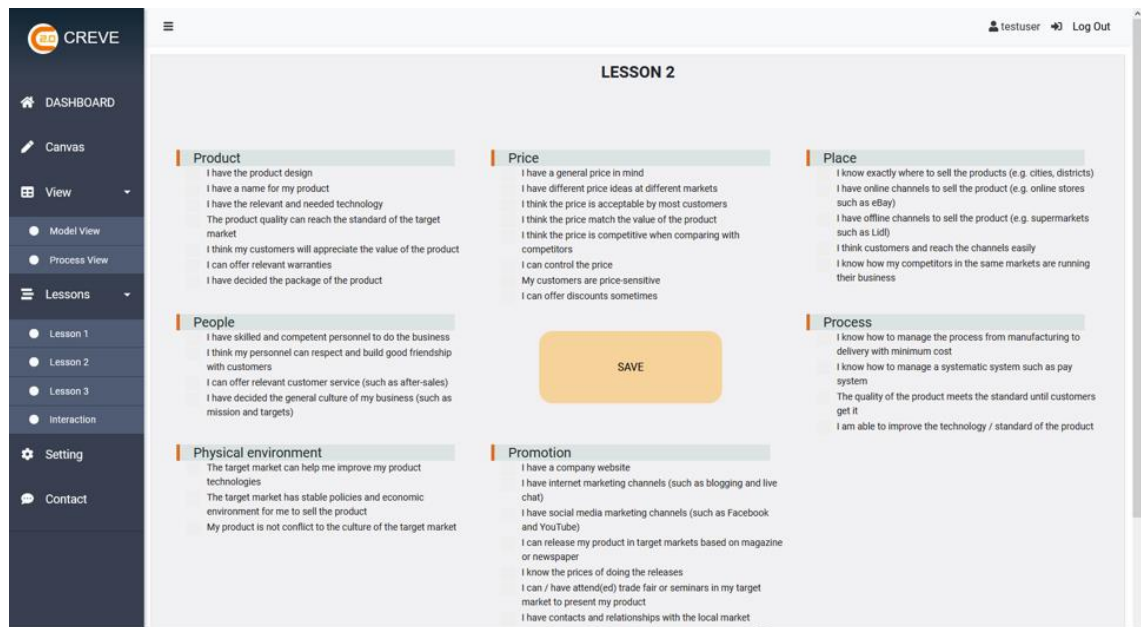 2.0 CREVE
testuser Log Out
DASHBOARD
Canvas
View
Model View
Process View
Lessons
Lesson 1
Lesson 2
Lesson 3
Interaction
Setting
Contact
LESSON 2
Product
I have the product design
I have a name for my product
I have the relevant and needed technology
The product quality can reach the standard of the target
market
I think my customers will appreciate the value of the product
I can offer relevant warranties
I have decided the package of the product
Price
I have a general price in mind
I have different price ideas at different markets
I think the price is acceptable by most customers
I think the price match the value of the product
I think the price is competitive when comparing with
competitors
I can control the price
My customers are price-sensitive
I can offer discounts sometimes
Place
I know exactly where to sell the products (e.g. cities, districts)
I have online channels to sell the product (e.g. online stores
such as eBay)
I have offline channels to sell the product (e.g. supermarkets
such as Lidl)
I think customers and reach the channels easily
I know how my competitors in the same markets are running
their business
People
I have skilled and competent personnel to do the business
I think my personnel can respect and build good friendship
with customers
I can offer relevant customer service (such as after-sales)
I have decided the general culture of my business (such as
mission and targets)
SAVE
Process
I know how to manage the process from manufacturing to
delivery with minimum cost
I know how to manage a systematic system such as pay
system
The quality of the product meets the standard until customers
get it
I am able to improve the technology / standard of the product
Physical environment
The target market can help me improve my product
technologies
The target market has stable policies and economic
environment for me to sell the product
My product is not conflict to the culture of the target market
Promotion
I have a company website
I have internet marketing channels (such as blogging and live
chat)
I have social media marketing channels (such as Facebook
and YouTube)
I can release my product in target markets based on magazine
or newspaper
I know the prices of doing the releases
I can / have attend(ed) trade fair or seminars in my target
market to present my product
I have contacts and relationships with the local market